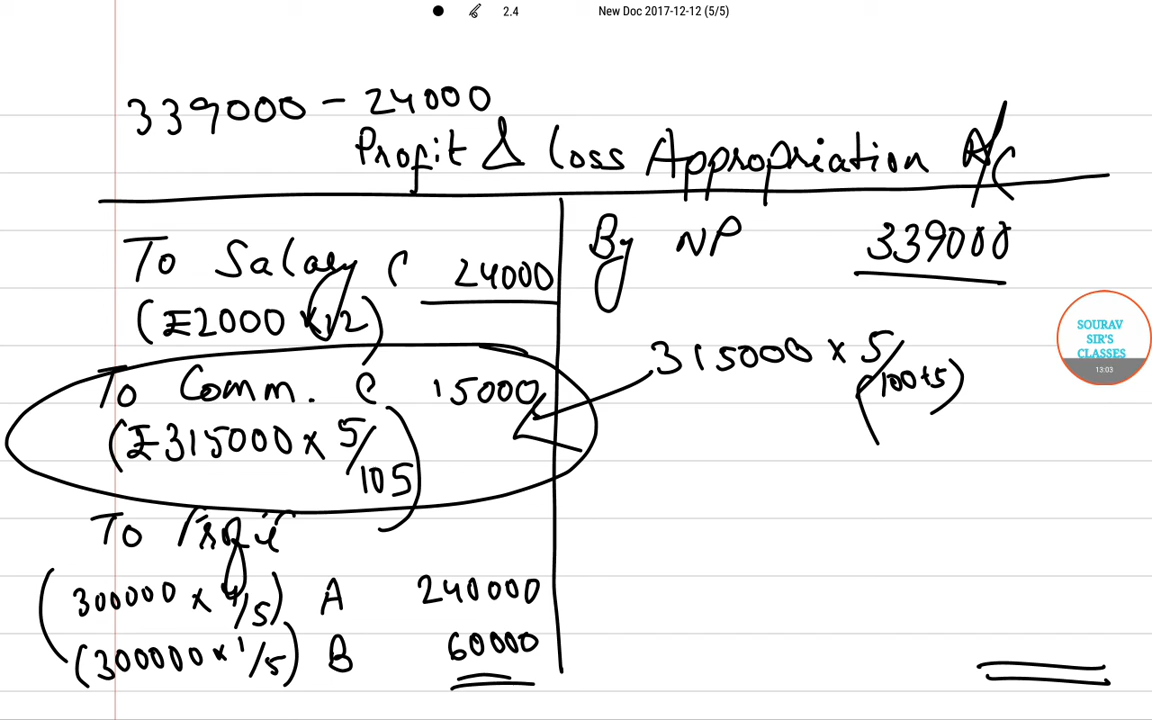 2.4 New Doc 2017-12-12 (5/5)
339000 - 24000
Profit & Loss Appropriation A/C
To Salary C 24000
(₤2000 x 12)
To Comm. C 15000
(₤315000 x 5/105)
To Profit
(300000 x 4/5) A 240000
(300000 x 1/5) B 60000
By NP 339000
315000 x 5/(100+5)
SOURAV
SIR'S
CLASSES
13:03